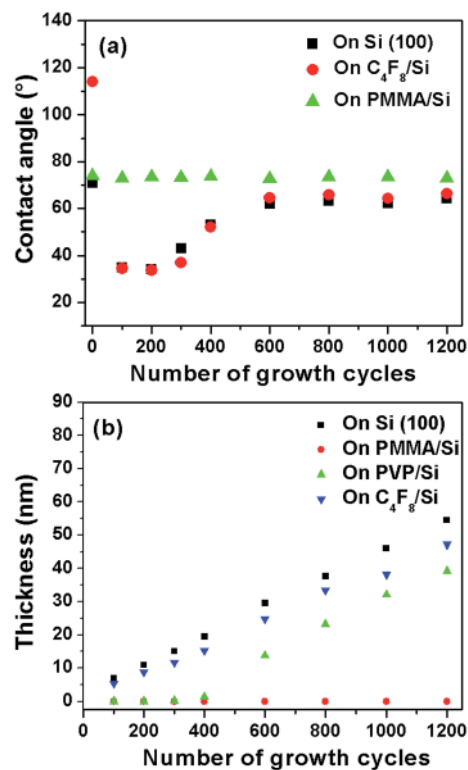 (a)
On Si (100)
On C₄F₈/Si
On PMMA/Si
Contact angle (°)
140
120
100
80
60
40
20
0 200 400 600 800 1000 1200
Number of growth cycles
(b)
On Si (100)
On PMMA/Si
On PVP/Si
On C₄F₈/Si
Thickness (nm)
90
80
70
60
50
40
30
20
10
0
0 200 400 600 800 1000 1200
Number of growth cycles